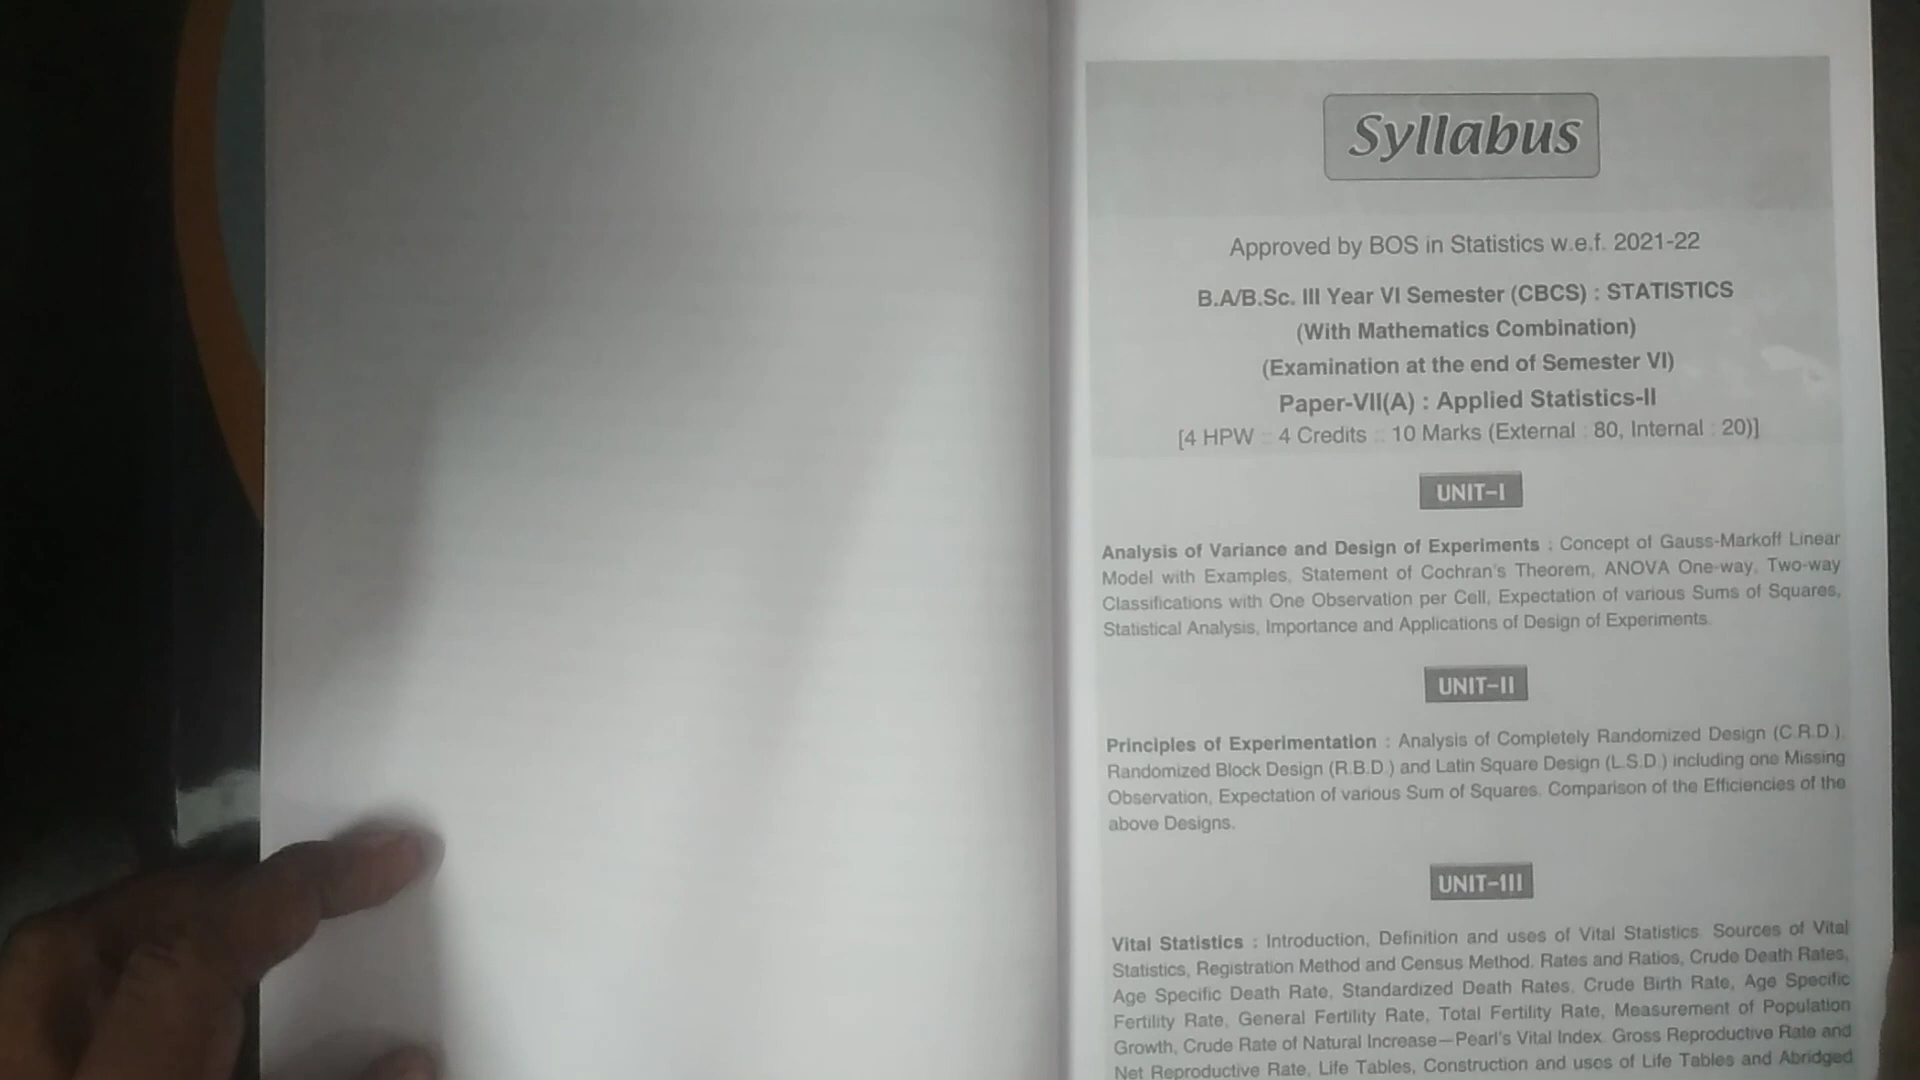 Syllabus
Approved by BOS in Statistics w.e.f. 2021-22
B.A/B.Sc. III Year VI Semester (CBCS) : STATISTICS
(With Mathematics Combination)
(Examination at the end of Semester VI)
Paper-VII(A) : Applied Statistics-II
[4 HPW :: 4 Credits :: 10 Marks (External : 80, Internal : 20)]
UNIT-I
Analysis of Variance and Design of Experiments : Concept of Gauss-Markoff Linear
Model with Examples, Statement of Cochran's Theorem, ANOVA One-way, Two-way
Classifications with One Observation per Cell, Expectation of various Sums of Squares,
Statistical Analysis, Importance and Applications of Design of Experiments.
UNIT-II
Principles of Experimentation : Analysis of Completely Randomized Design (C.R.D.),
Randomized Block Design (R.B.D.) and Latin Square Design (L.S.D.) including one Missing
Observation, Expectation of various Sum of Squares. Comparison of the Efficiencies of the
above Designs.
UNIT-III
Vital Statistics : Introduction, Definition and uses of Vital Statistics. Sources of Vital
Statistics, Registration Method and Census Method. Rates and Ratios, Crude Death Rates,
Age Specific Death Rate, Standardized Death Rates, Crude Birth Rate, Age Specific
Fertility Rate, General Fertility Rate, Total Fertility Rate, Measurement of Population
Growth, Crude Rate of Natural Increase—Pearl's Vital Index. Gross Reproductive Rate and
Net Reproductive Rate, Life Tables, Construction and uses of Life Tables and Abridged